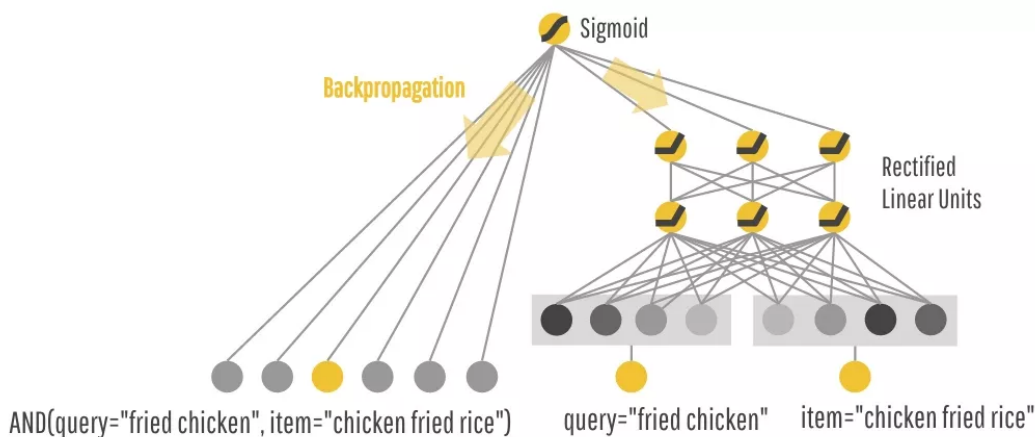 Sigmoid
Backpropagation
Rectified
Linear Units
AND(query="fried chicken", item="chicken fried rice")
query="fried chicken"
item="chicken fried rice"